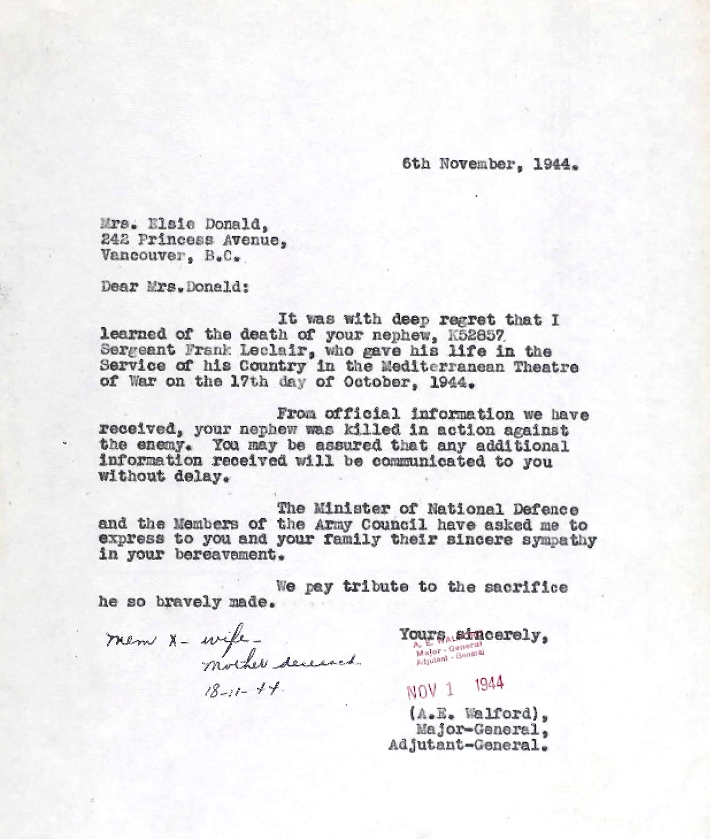 6th November, 1944.
Mrs. Elsie Donald,
242 Princess Avenue,
Vancouver, B.C.
Dear Mrs.Donald:
It was with deep regret that I
learned of the death of your nephew, K52857
Sergeant Frank Leclair, who gave his life in the
Service of his Country in the Mediterranean Theatre
of War on the 17th day of October, 1944.
From official information we have
received, your nephew was killed in action against
the enemy.  You may be assured that any additional
information received will be communicated to you
without delay.
The Minister of National Defence
and the Members of the Army Council have asked me to
express to you and your family their sincere sympathy
in your bereavement.
We pay tribute to the sacrifice
he so bravely made.
Mem X - wife -
Mother deceased.
18-11-44.
Yours sincerely,
A. E. WALFORD
Major - General
Adjutant - General
NOV 1 1944
(A.E. Walford),
Major-General,
Adjutant-General.